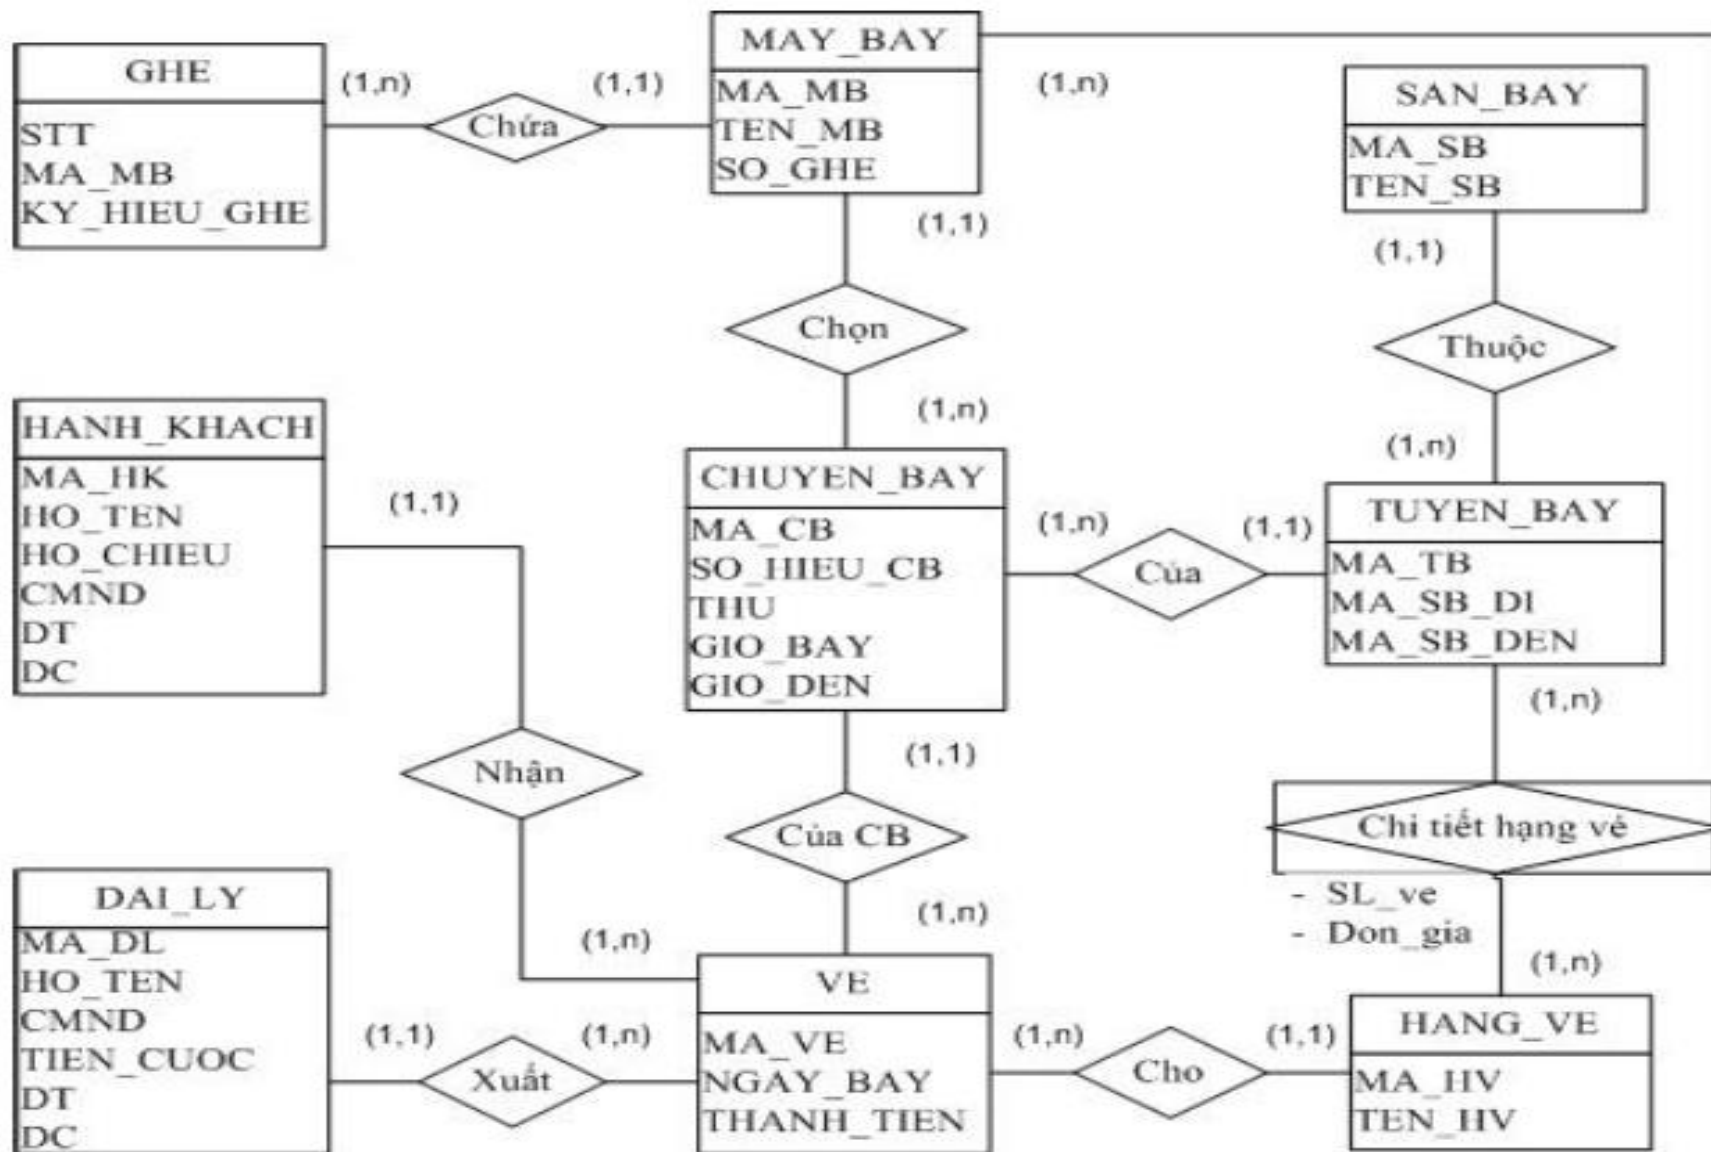 GHE
STT
MA_MB
KY_HIEU_GHE
(1,n)
Chứa
(1,1)
MAY_BAY
MA_MB
TEN_MB
SO_GHE
(1,n)
SAN_BAY
MA_SB
TEN_SB
(1,1)
Chọn
(1,n)
(1,1)
Thuộc
(1,n)
HANH_KHACH
MA_HK
HO_TEN
HO_CHIEU
CMND
DT
DC
(1,1)
Nhận
(1,n)
CHUYEN_BAY
MA_CB
SO_HIEU_CB
THU
GIO_BAY
GIO_DEN
(1,n)
Của
(1,1)
TUYEN_BAY
MA_TB
MA_SB_DI
MA_SB_DEN
(1,n)
(1,1)
Của CB
(1,n)
Chi tiết hạng vé
- SL_ve
- Don_gia
(1,n)
DAI_LY
MA_DL
HO_TEN
CMND
TIEN_CUOC
DT
DC
(1,1)
Xuất
(1,n)
VE
MA_VE
NGAY_BAY
THANH_TIEN
(1,n)
Cho
(1,1)
HANG_VE
MA_HV
TEN_HV